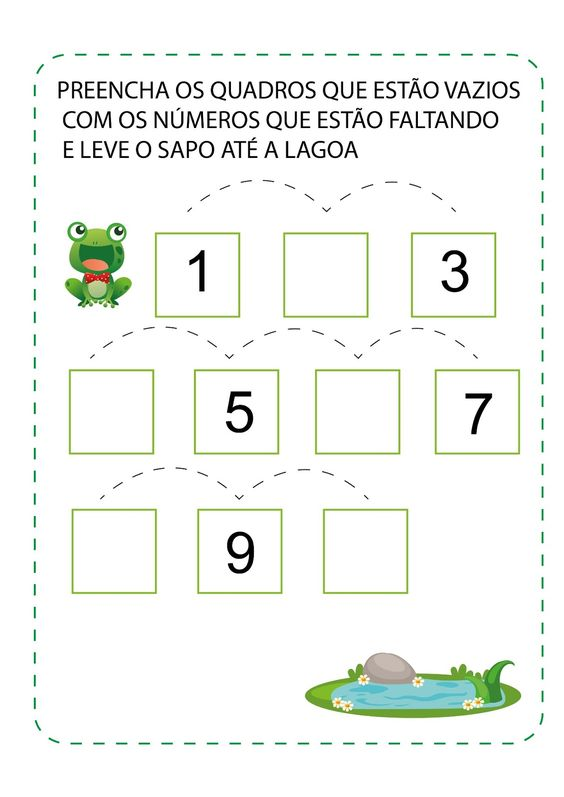 PREENCHA OS QUADROS QUE ESTÃO VAZIOS
COM OS NÚMEROS QUE ESTÃO FALTANDO
E LEVE O SAPO ATÉ A LAGOA
1 3
5 7
9